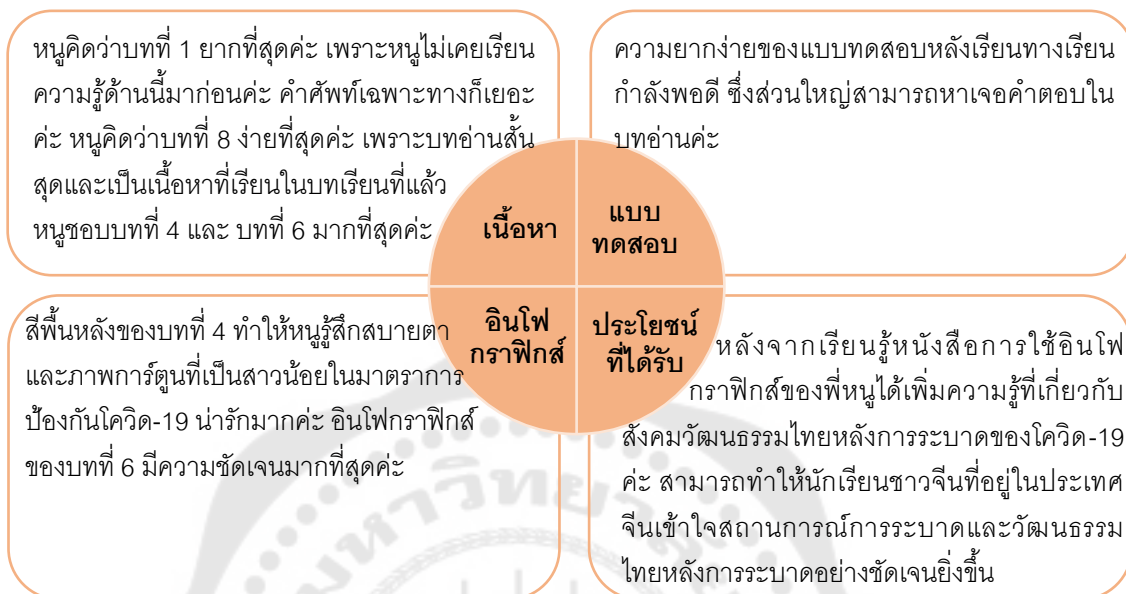 หนูคิดว่าบทที่ 1 ยากที่สุดค่ะ เพราะหนูไม่เคยเรียน
ความรู้ด้านนี้มาก่อนค่ะ คำศัพท์เฉพาะทางก็เยอะ
ค่ะ หนูคิดว่าบทที่ 8 ง่ายที่สุดค่ะ เพราะบทอ่านสั้น
สุดและเป็นเนื้อหาที่เรียนในบทเรียนที่แล้ว
หนูชอบบทที่ 4 และ บทที่ 6 มากที่สุดค่ะ
ความยากง่ายของแบบทดสอบหลังเรียนทางเรียน
กำลังพอดี ซึ่งส่วนใหญ่สามารถหาเจอคำตอบใน
บทอ่านค่ะ
เนื้อหา
แบบ
ทดสอบ
อินโฟ
กราฟิกส์
ประโยชน์
ที่ได้รับ
สีพื้นหลังของบทที่ 4 ทำให้หนูรู้สึกสบายตา
และภาพการ์ตูนที่เป็นสาวน้อยในมาตราการ
ป้องกันโควิด-19 น่ารักมากค่ะ อินโฟกราฟิกส์
ของบทที่ 6 มีความชัดเจนมากที่สุดค่ะ
หลังจากเรียนรู้หนังสือการใช้อินโฟ
กราฟิกส์ของพี่หนูได้เพิ่มความรู้ที่เกี่ยวกับ
สังคมวัฒนธรรมไทยหลังการระบาดของโควิด-19
ค่ะ สามารถทำให้นักเรียนชาวจีนที่อยู่ในประเทศ
จีนเข้าใจสถานการณ์การระบาดและวัฒนธรรม
ไทยหลังการระบาดอย่างชัดเจนยิ่งขึ้น